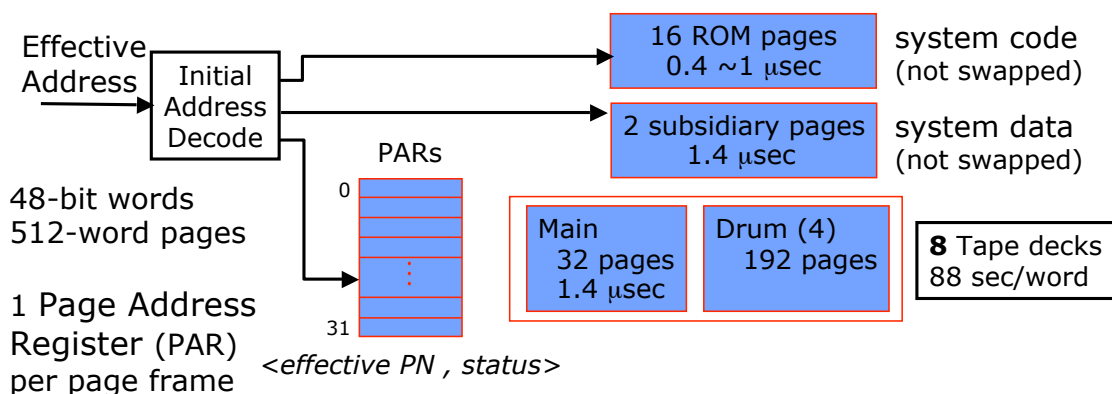 Effective
Address
Initial
Address
Decode
16 ROM pages
0.4 ~1 μsec
system code
(not swapped)
2 subsidiary pages
1.4 μsec
system data
(not swapped)
PARs
0
31
<effective PN , status>
48-bit words
512-word pages
1 Page Address
Register (PAR)
per page frame
Main
32 pages
1.4 μsec
Drum (4)
192 pages
8 Tape decks
88 sec/word